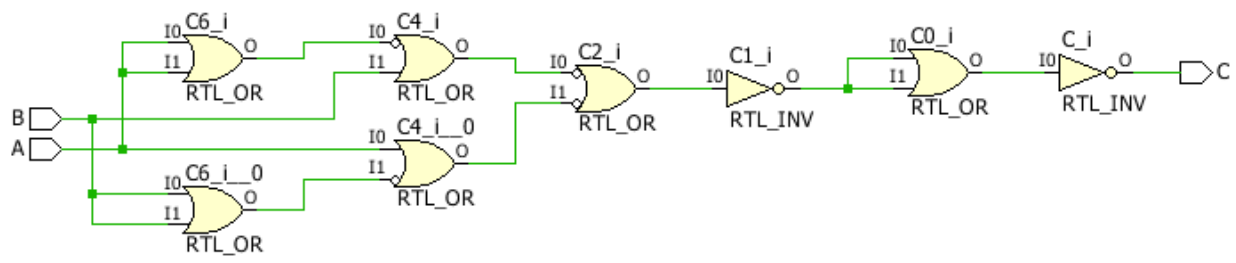 C6_i
I0
O
I1
RTL_OR
C4_i
I0
O
I1
RTL_OR
C2_i
I0
O
I1
RTL_OR
C1_i
I0
O
RTL_INV
C0_i
I0
O
I1
RTL_OR
C_i
I0
O
RTL_INV
C
B
A
C4_i__0
I0
O
I1
RTL_OR
C6_i__0
I0
O
I1
RTL_OR